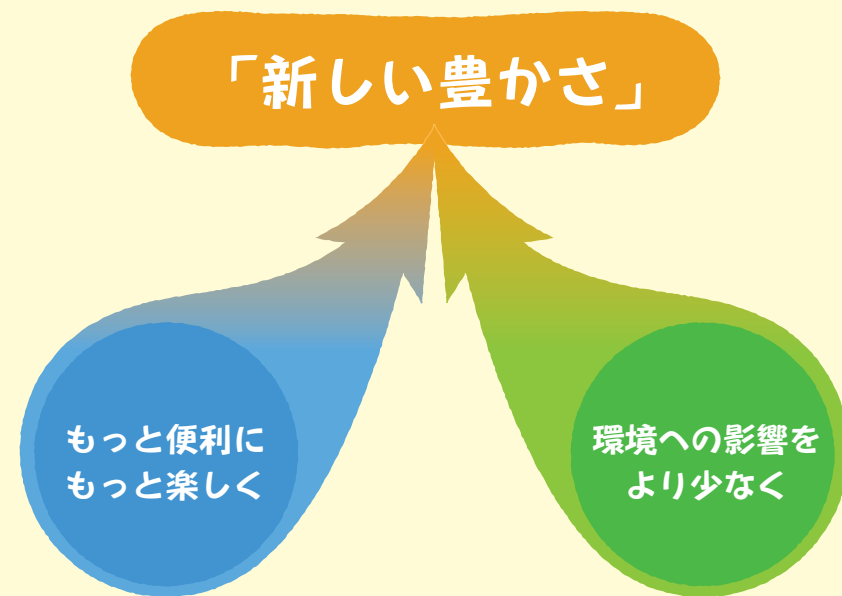 「新しい豊かさ」
もっと便利に
もっと楽しく
環境への影響を
より少なく